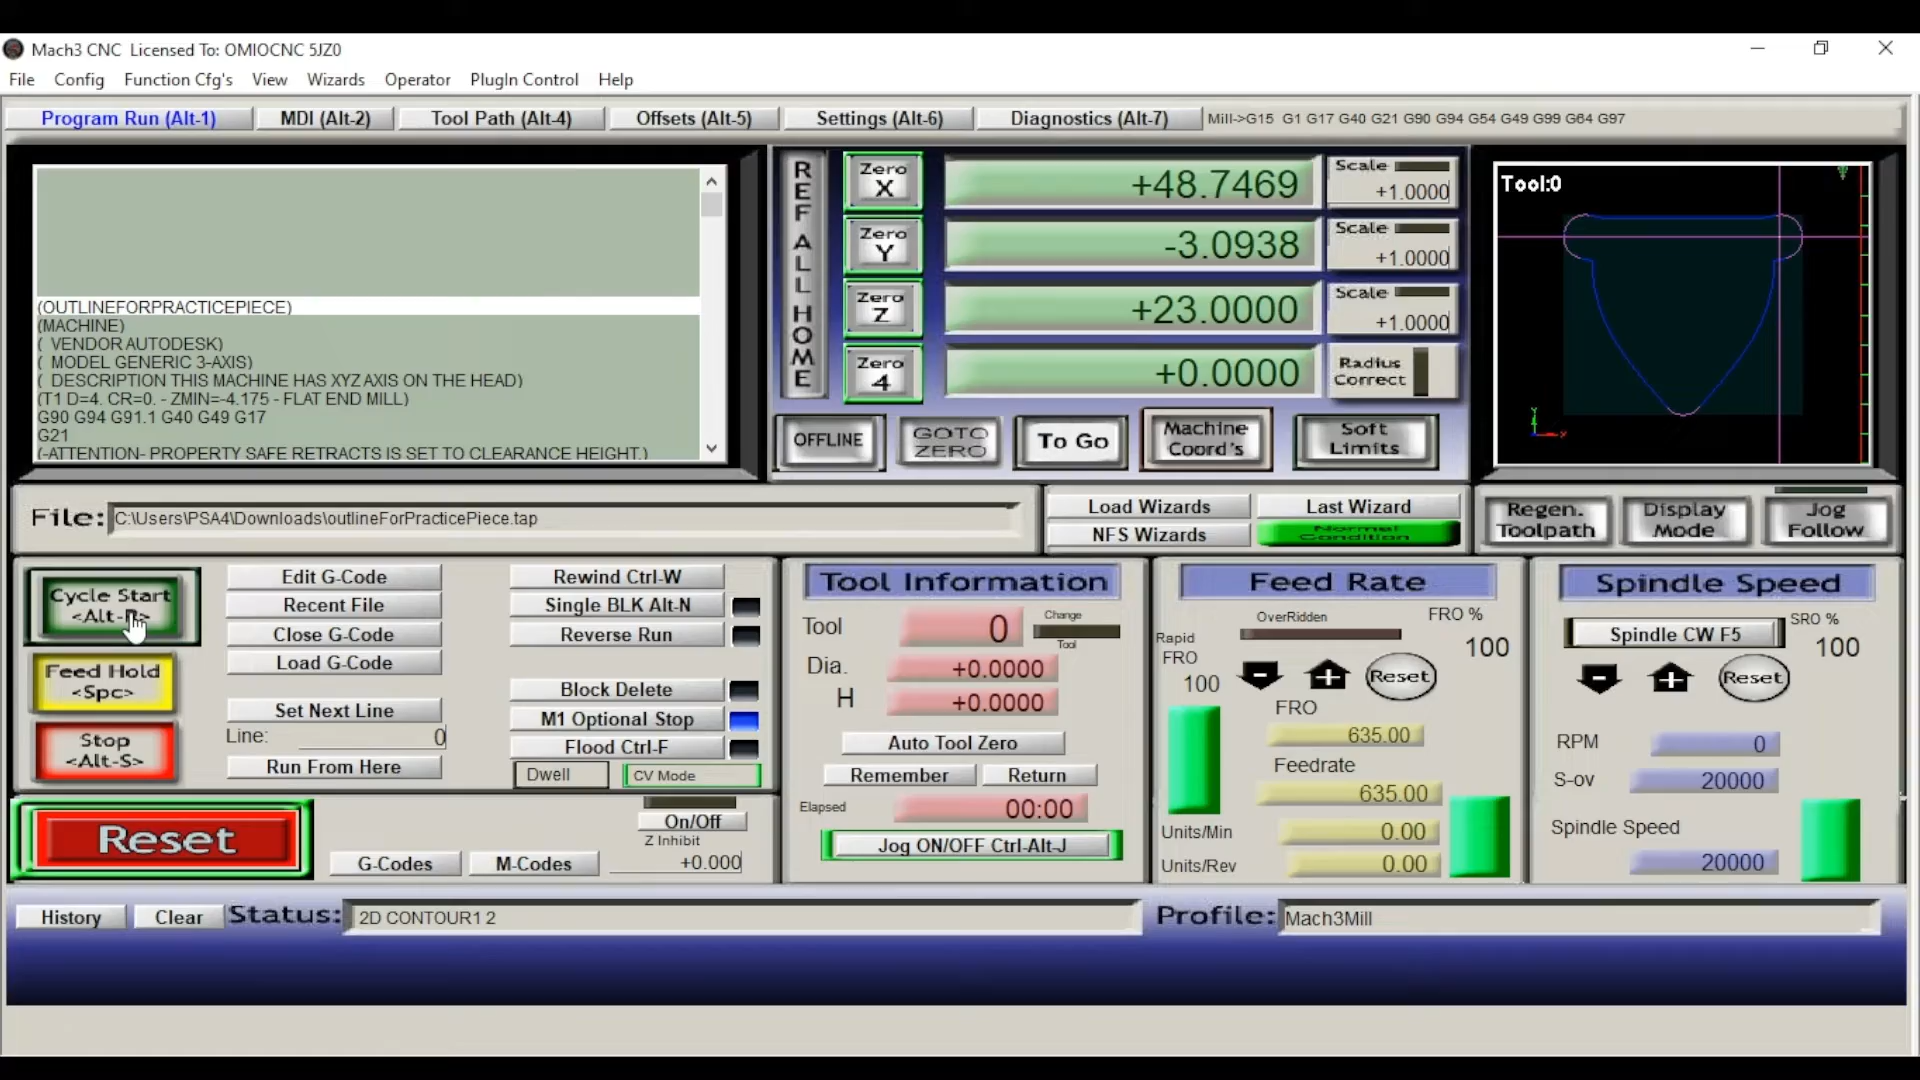 Mach3 CNC Licensed To: OMIOCNC 5JZ0
File Config Function Cfg's View Wizards Operator PlugIn Control Help
Program Run (Alt-1) MDI (Alt-2) Tool Path (Alt-4) Offsets (Alt-5) Settings (Alt-6) Diagnostics (Alt-7) Mill->G15 G1 G17 G40 G21 G90 G94 G54 G49 G99 G64 G97
(OUTLINEFORPRACTICEPIECE)
(MACHINE)
( VENDOR AUTODESK)
( MODEL GENERIC 3-AXIS)
( DESCRIPTION THIS MACHINE HAS XYZ AXIS ON THE HEAD)
(T1 D=4. CR=0. - ZMIN=-4.175 - FLAT END MILL)
G90 G94 G91.1 G40 G49 G17
G21
(-ATTENTION- PROPERTY SAFE RETRACTS IS SET TO CLEARANCE HEIGHT.)
REF ALL HOME
Zero X +48.7469 Scale +1.0000
Zero Y -3.0938 Scale +1.0000
Zero Z +23.0000 Scale +1.0000
Zero 4 +0.0000 Radius Correct
OFFLINE GOTO ZERO To Go Machine Coord's Soft Limits
Tool:0
Y
X
File: C:\Users\PSA4\Downloads\outlineForPracticePiece.tap
Load Wizards Last Wizard
NFS Wizards Normal Condition
Regen. Toolpath Display Mode Jog Follow
Cycle Start
<Alt-R>
Feed Hold
<Spc>
Stop
<Alt-S>
Edit G-Code
Recent File
Close G-Code
Load G-Code
Set Next Line
Line: 0
Run From Here
Rewind Ctrl-W
Single BLK Alt-N
Reverse Run
Block Delete
M1 Optional Stop
Flood Ctrl-F
Dwell CV Mode
Reset
G-Codes M-Codes
On/Off
Z Inhibit
+0.000
Tool Information
Tool 0 Change Tool
Dia. +0.0000
H +0.0000
Auto Tool Zero
Remember Return
Elapsed 00:00
Jog ON/OFF Ctrl-Alt-J
Feed Rate
OverRidden FRO %
100
Rapid
FRO
100
Reset
FRO
635.00
Feedrate
635.00
Units/Min 0.00
Units/Rev 0.00
Spindle Speed
Spindle CW F5 SRO %
100
Reset
RPM 0
S-ov 20000
Spindle Speed
20000
History Clear Status: 2D CONTOUR1 2 Profile: Mach3Mill